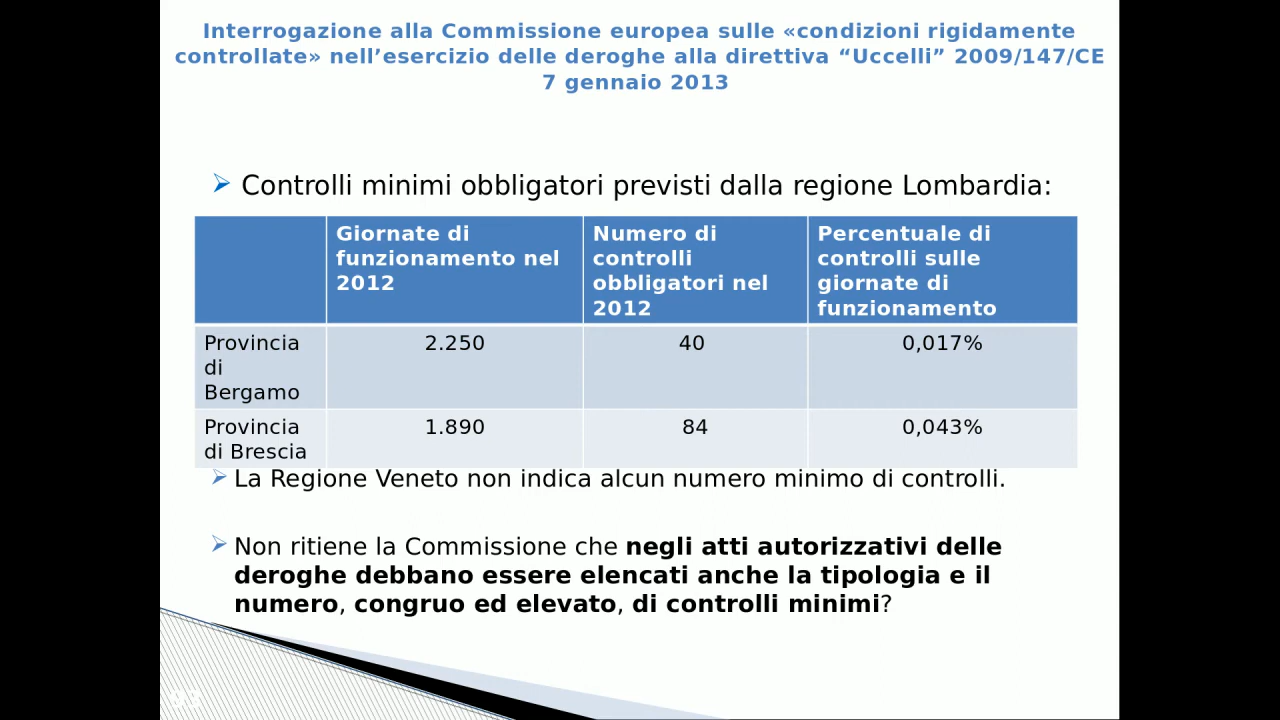 Interrogazione alla Commissione europea sulle «condizioni rigidamente
controllate» nell’esercizio delle deroghe alla direttiva “Uccelli” 2009/147/CE
7 gennaio 2013
Controlli minimi obbligatori previsti dalla regione Lombardia:
Giornate di
funzionamento nel
2012
Numero di
controlli
obbligatori nel
2012
Percentuale di
controlli sulle
giornate di
funzionamento
Provincia
di
Bergamo
2.250
40
0,017%
Provincia
di Brescia
1.890
84
0,043%
La Regione Veneto non indica alcun numero minimo di controlli.
Non ritiene la Commissione che negli atti autorizzativi delle
deroghe debbano essere elencati anche la tipologia e il
numero, congruo ed elevato, di controlli minimi?